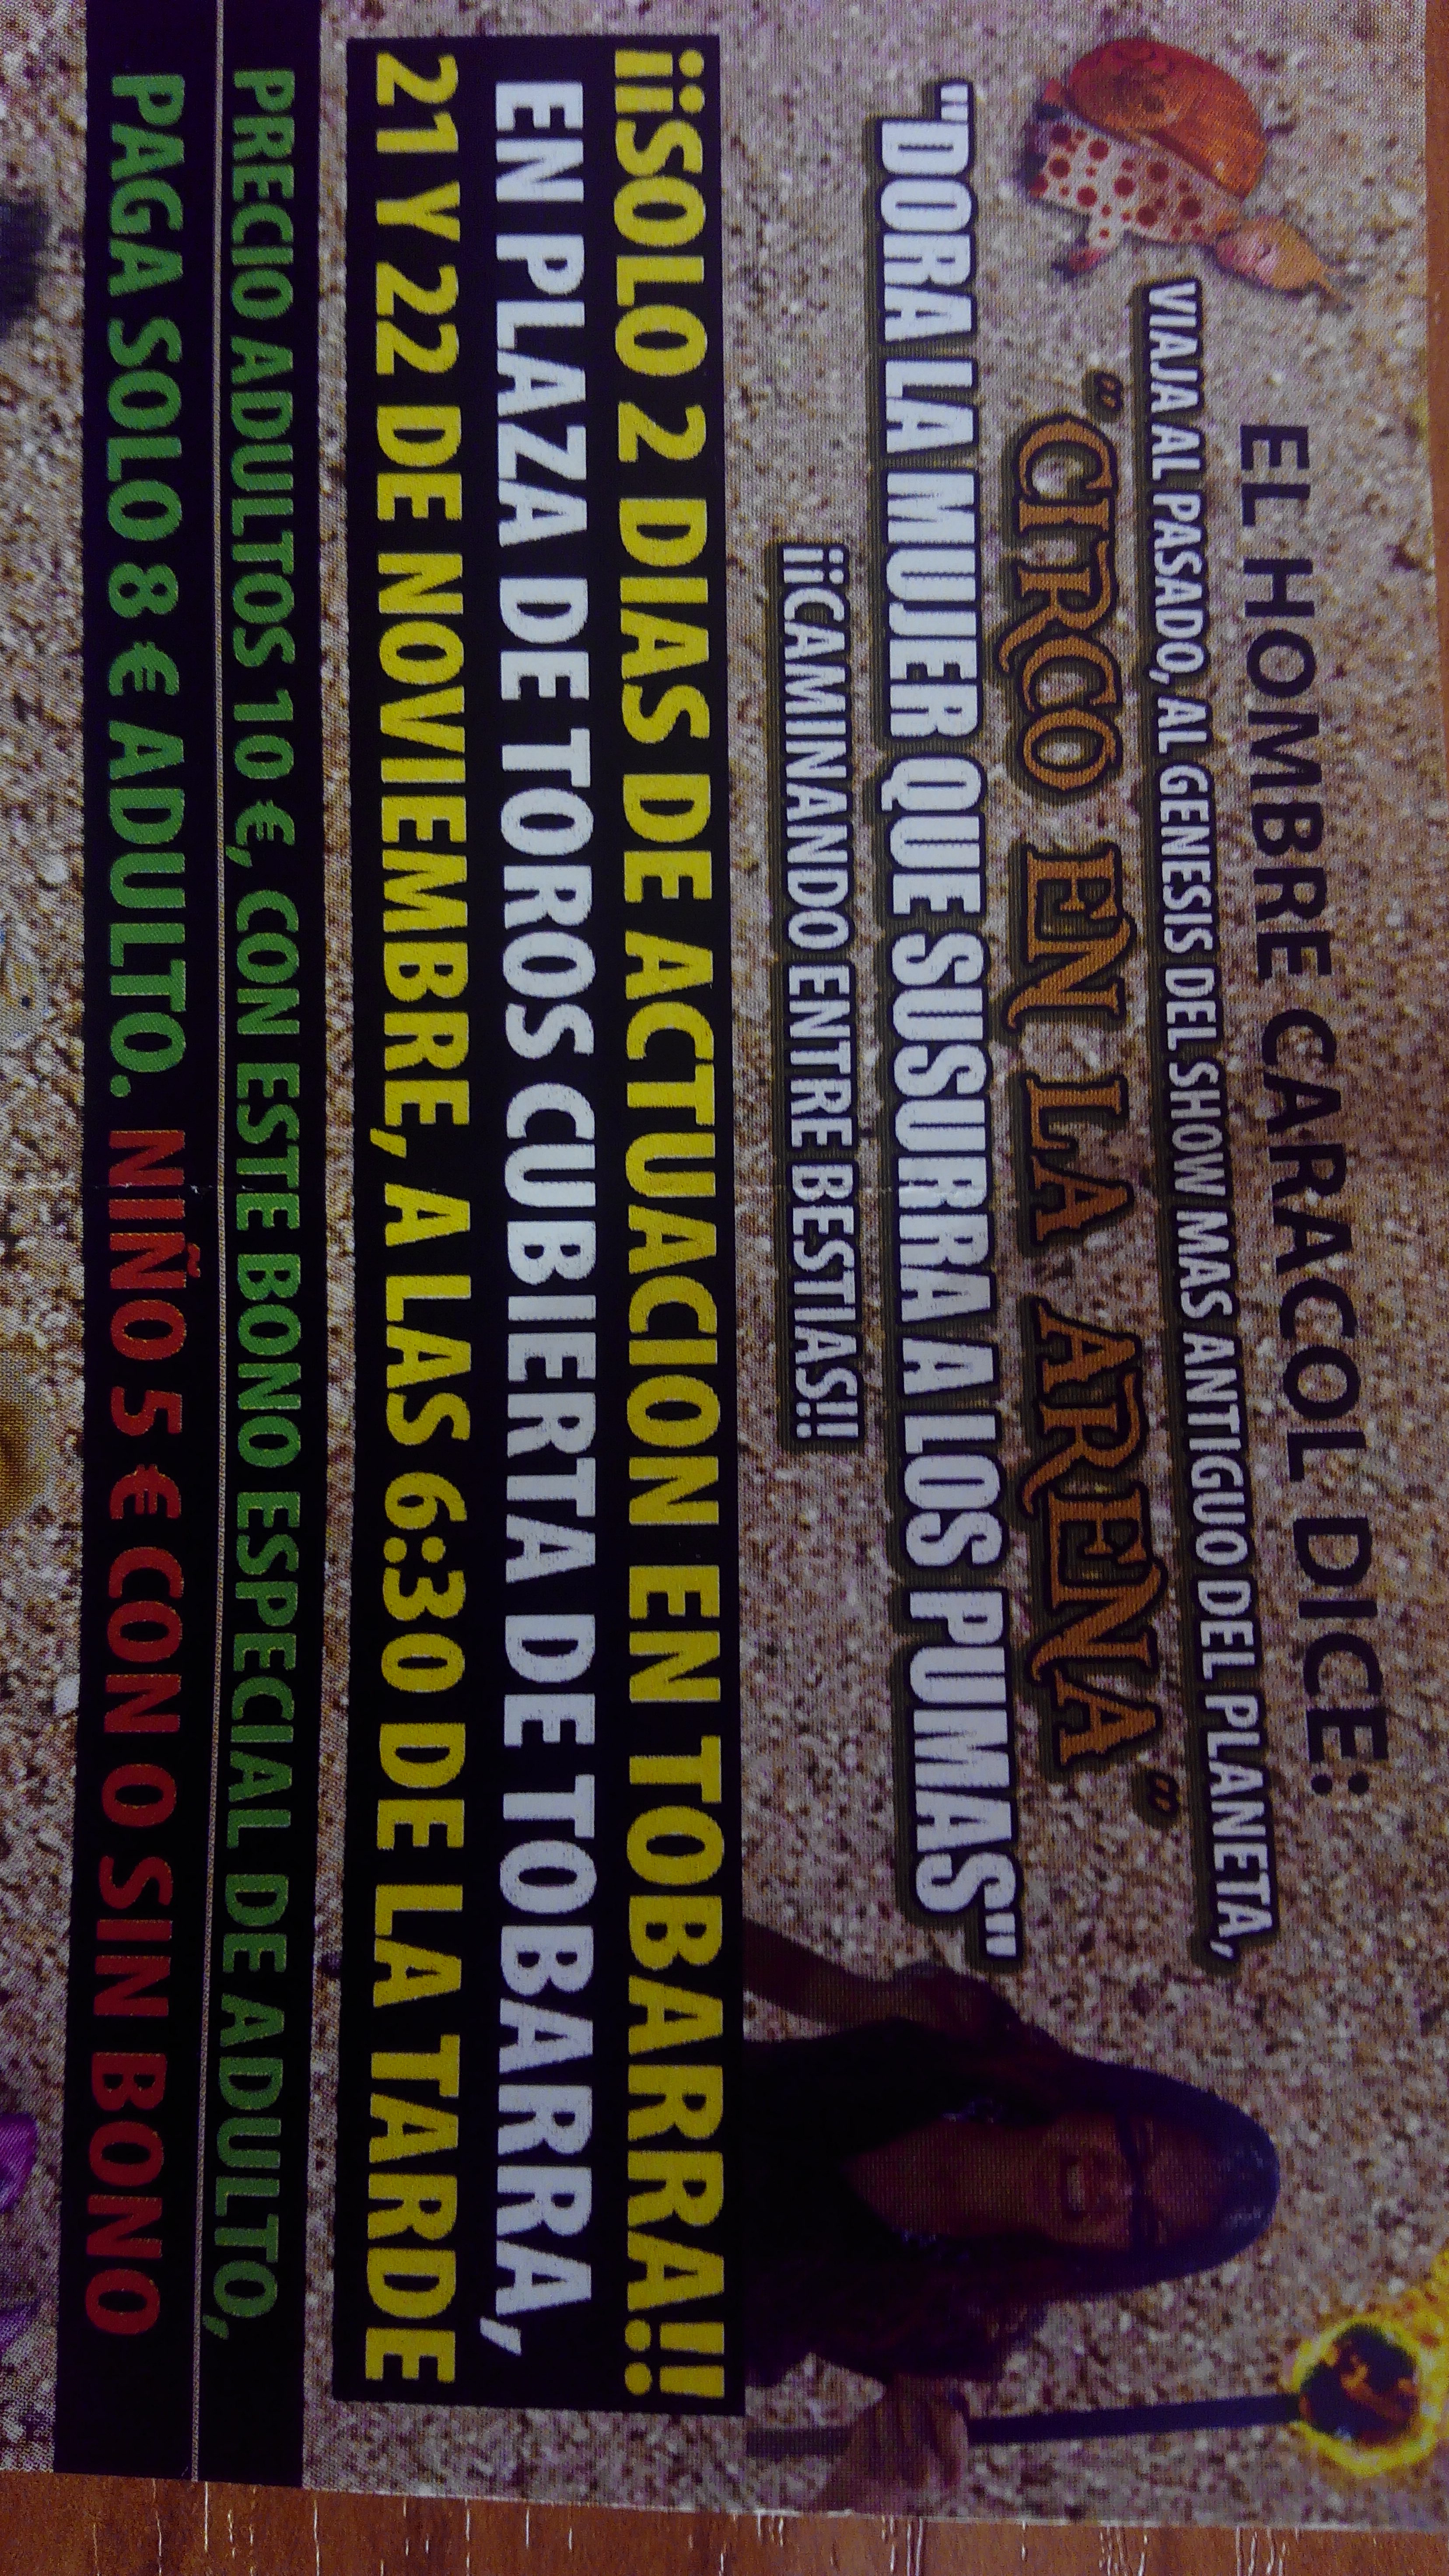 EL HOMBRE CARACOL DICE:
VIAJA AL PASADO, AL GENESIS DEL SHOW MAS ANTIGUO DEL PLANETA,
"CIRCO EN LA ARENA"
"DORA LA MUJER QUE SUSURRA A LOS PUMAS"
¡¡CAMINANDO ENTRE BESTIAS!!
¡¡SOLO 2 DIAS DE ACTUACION EN TOBARRA!!
EN PLAZA DE TOROS CUBIERTA DE TOBARRA,
21 Y 22 DE NOVIEMBRE, A LAS 6:30 DE LA TARDE
PRECIO ADULTOS 10 €, CON ESTE BONO ESPECIAL DE ADULTO,
PAGA SOLO 8 € ADULTO. NIÑO 5 € CON O SIN BONO